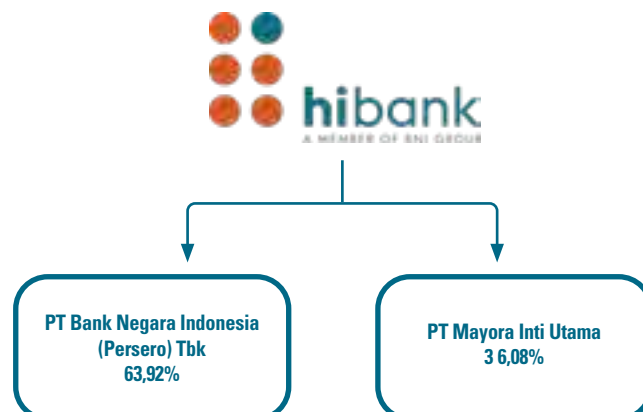 hibank
A MEMBER OF BNI GROUP
PT Bank Negara Indonesia
(Persero) Tbk
63,92%
PT Mayora Inti Utama
3 6,08%